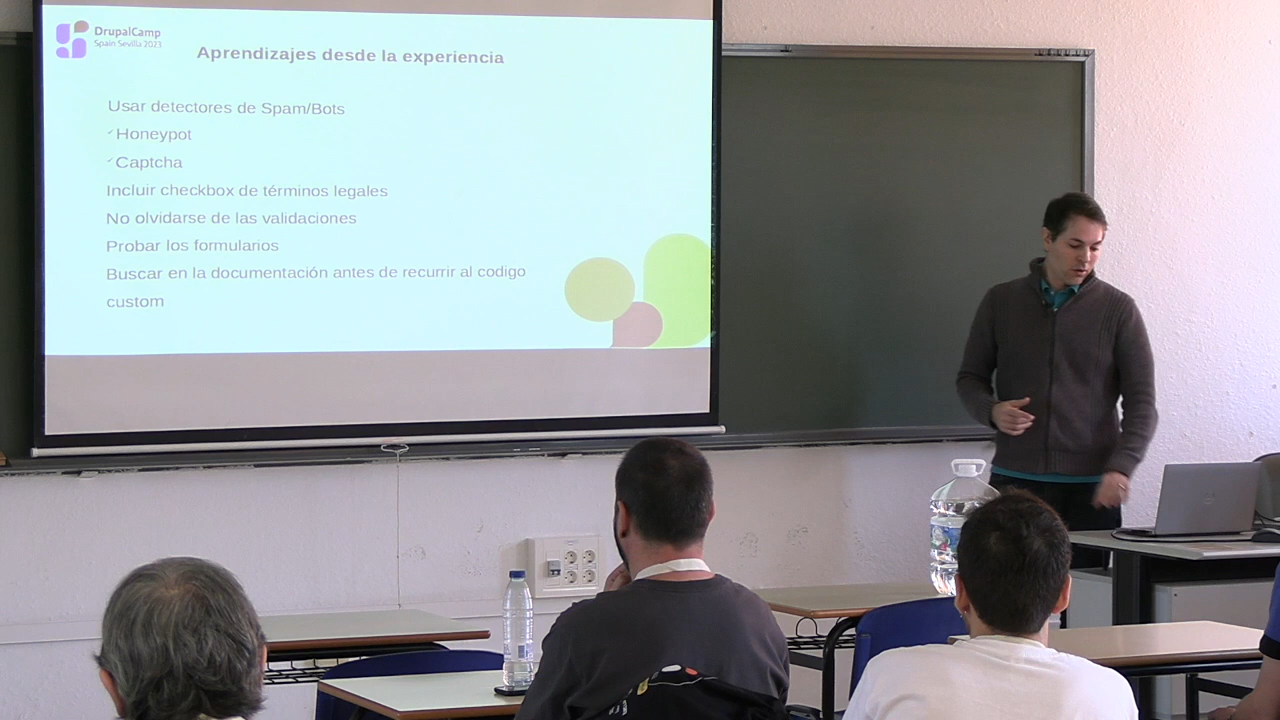 DrupalCamp
Spain Sevilla 2023
Aprendizajes desde la experiencia
Usar detectores de Spam/Bots
✓Honeypot
✓Captcha
Incluir checkbox de términos legales
No olvidarse de las validaciones
Probar los formularios
Buscar en la documentación antes de recurrir al codigo
custom